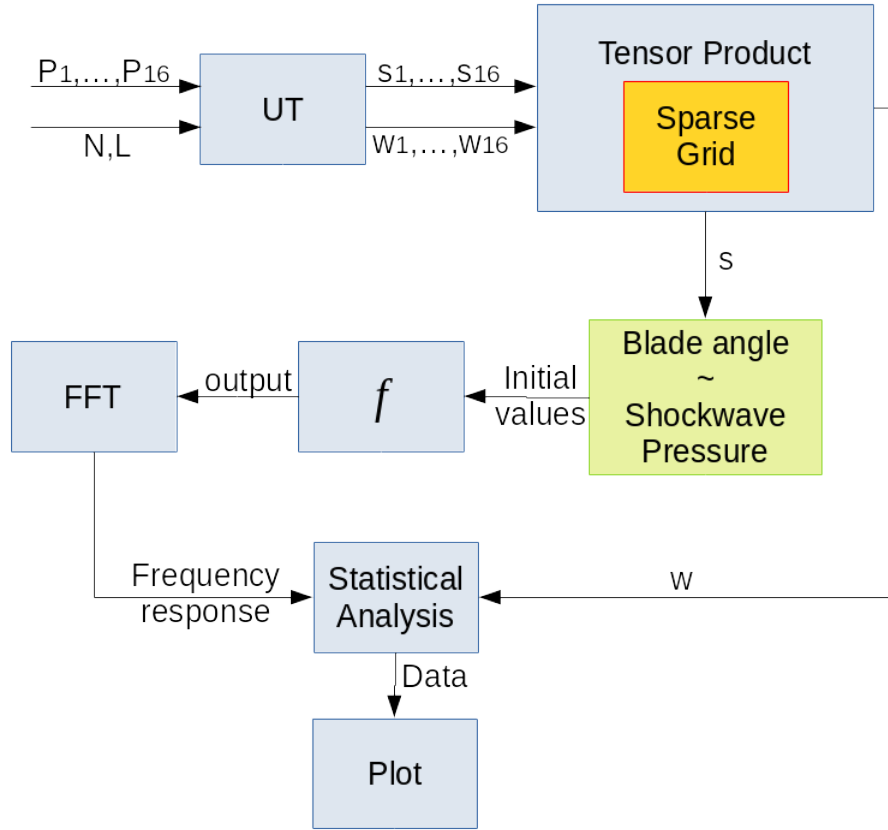 P1,...,P16
N,L
UT
s1,...,s16
w1,...,w16
Tensor Product
Sparse
Grid
s
Blade angle
~
Shockwave
Pressure
Initial
values
f
output
FFT
Frequency
response
Statistical
Analysis
w
Data
Plot